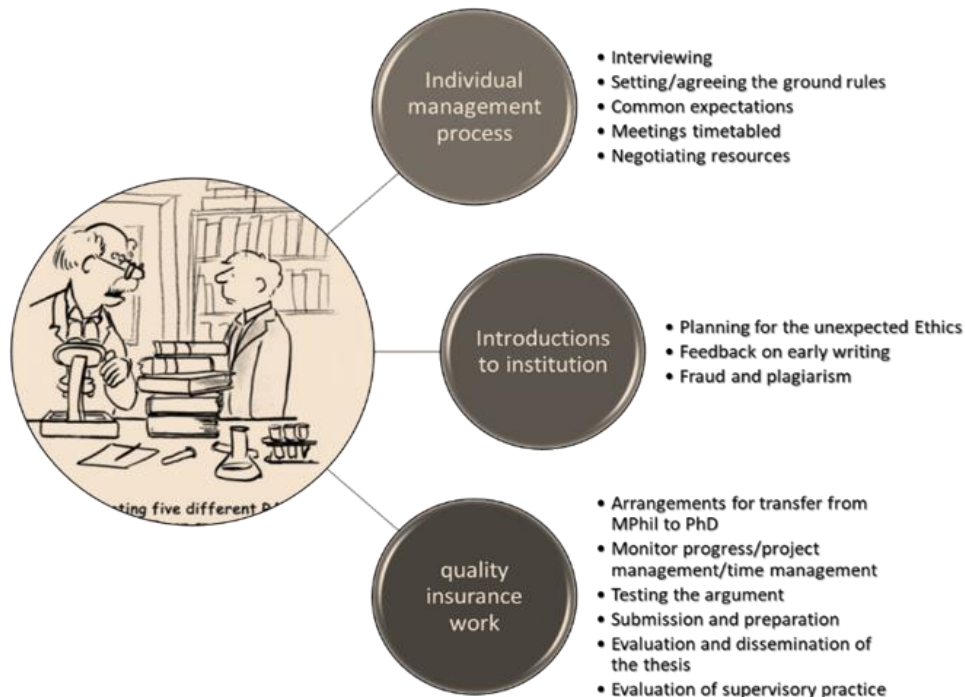 Individual
management
process
• Interviewing
• Setting/agreeing the ground rules
• Common expectations
• Meetings timetabled
• Negotiating resources
Introductions
to institution
• Planning for the unexpected Ethics
• Feedback on early writing
• Fraud and plagiarism
ting five different
quality
insurance
work
• Arrangements for transfer from
MPhil to PhD
• Monitor progress/project
management/time management
• Testing the argument
• Submission and preparation
• Evaluation and dissemination of
the thesis
• Evaluation of supervisory practice